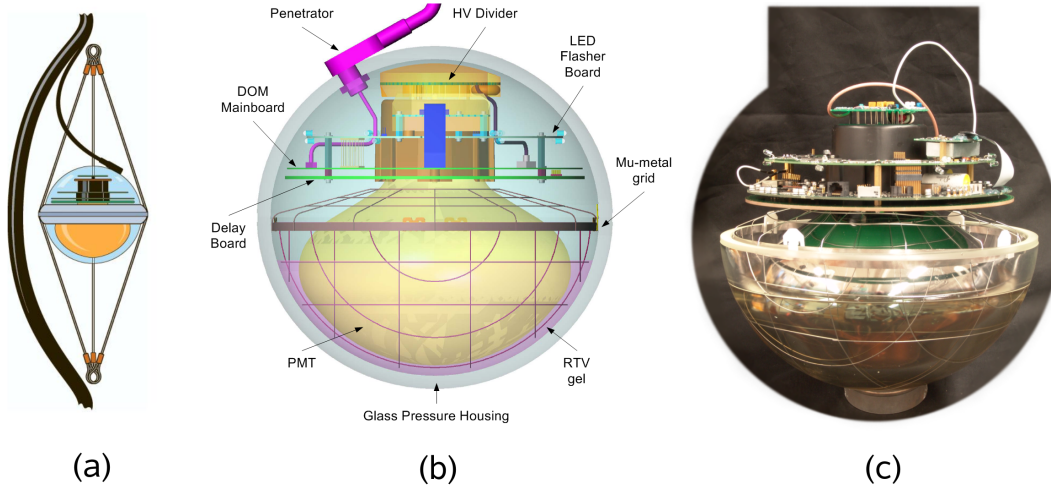 Penetrator
HV Divider
LED
Flasher
Board
DOM
Mainboard
Mu-metal
grid
Delay
Board
PMT
RTV
gel
Glass Pressure Housing
(a)
(b)
(c)